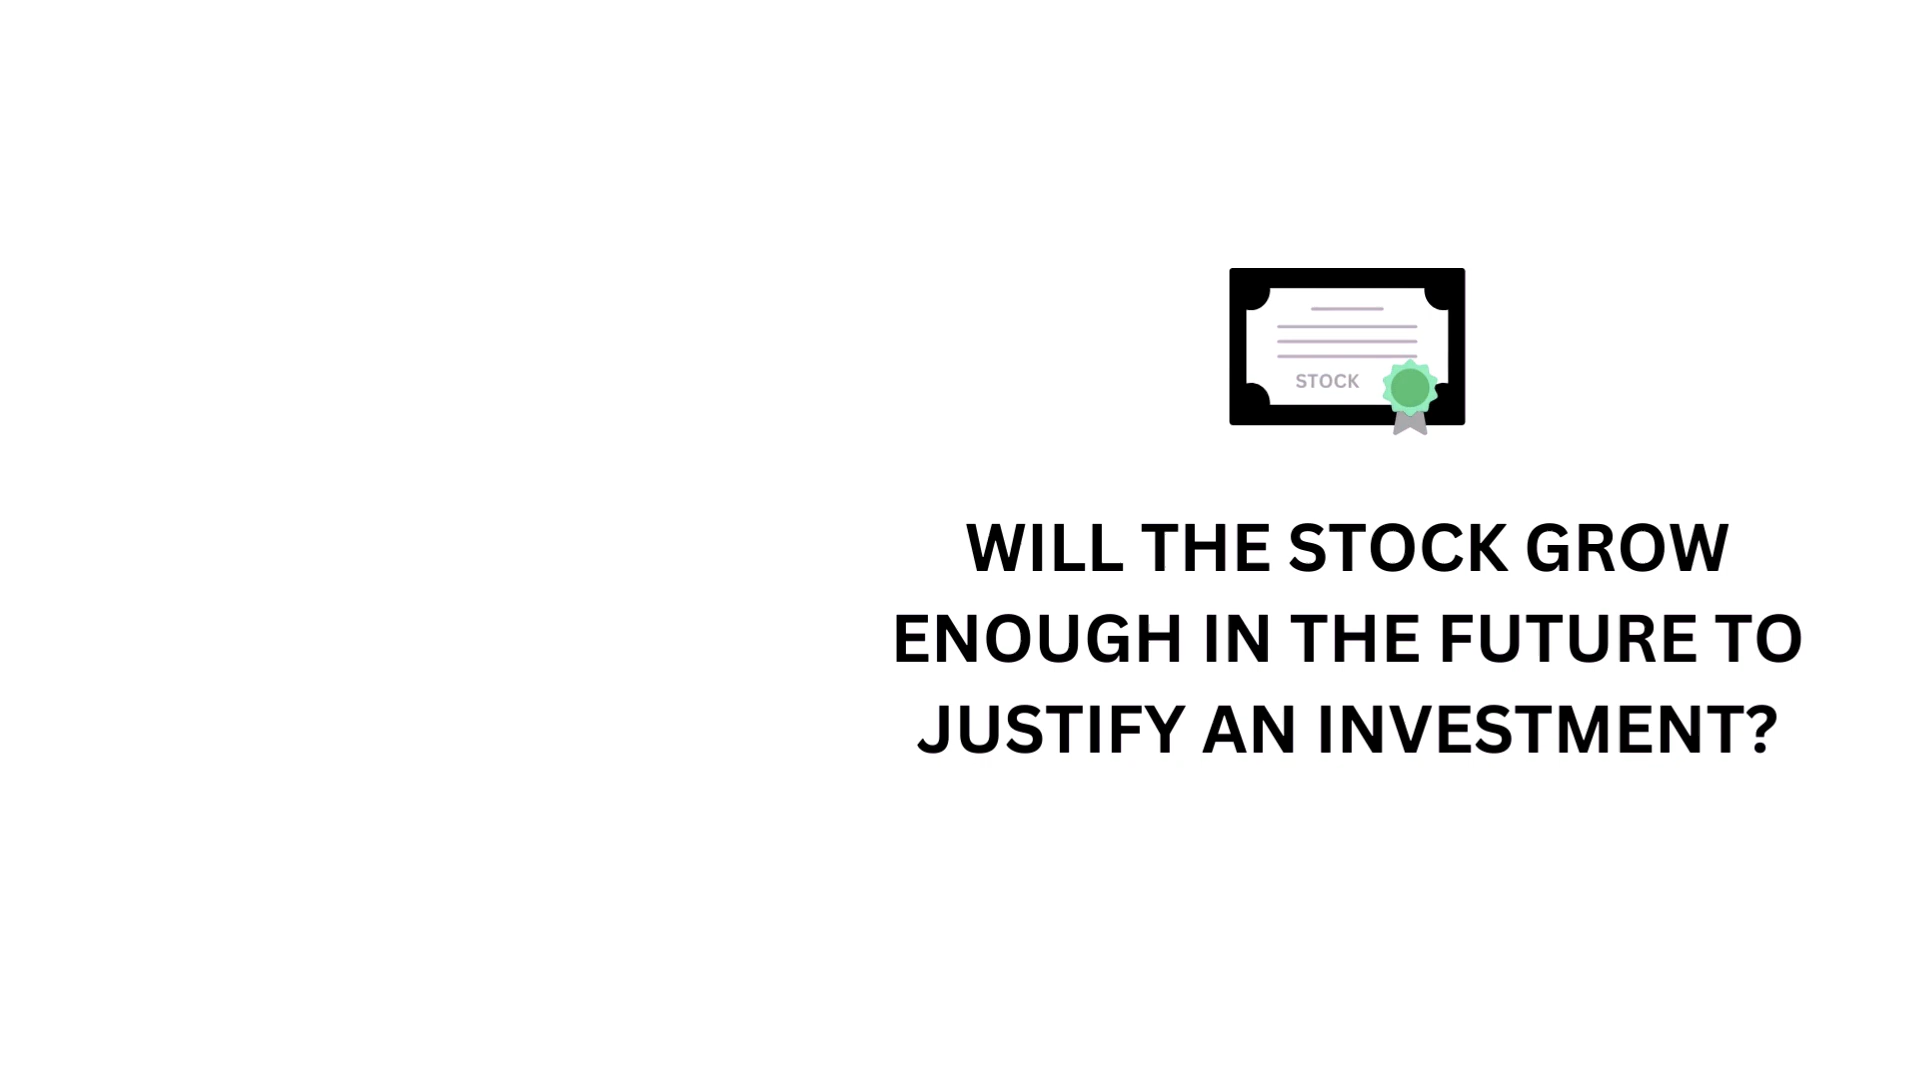 STOCK
WILL THE STOCK GROW
ENOUGH IN THE FUTURE TO
JUSTIFY AN INVESTMENT?